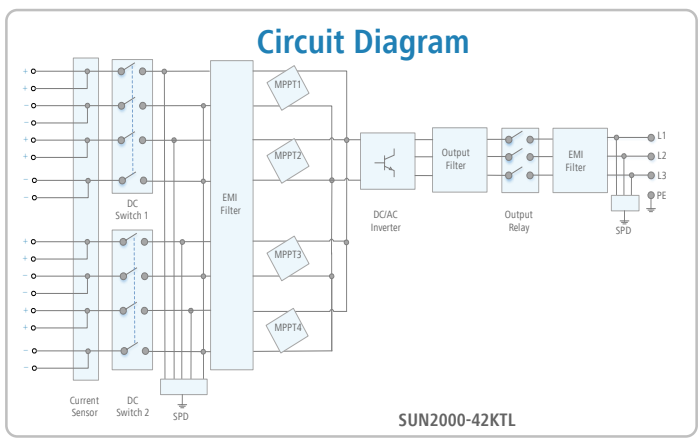 Circuit Diagram
+
+
−
−
+
+
−
−
+
+
−
−
+
+
−
−
Current
Sensor
DC
Switch 1
DC
Switch 2
SPD
EMI
Filter
MPPT1
MPPT2
MPPT3
MPPT4
DC/AC
Inverter
Output
Filter
Output
Relay
EMI
Filter
SPD
L1
L2
L3
PE
SUN2000-42KTL